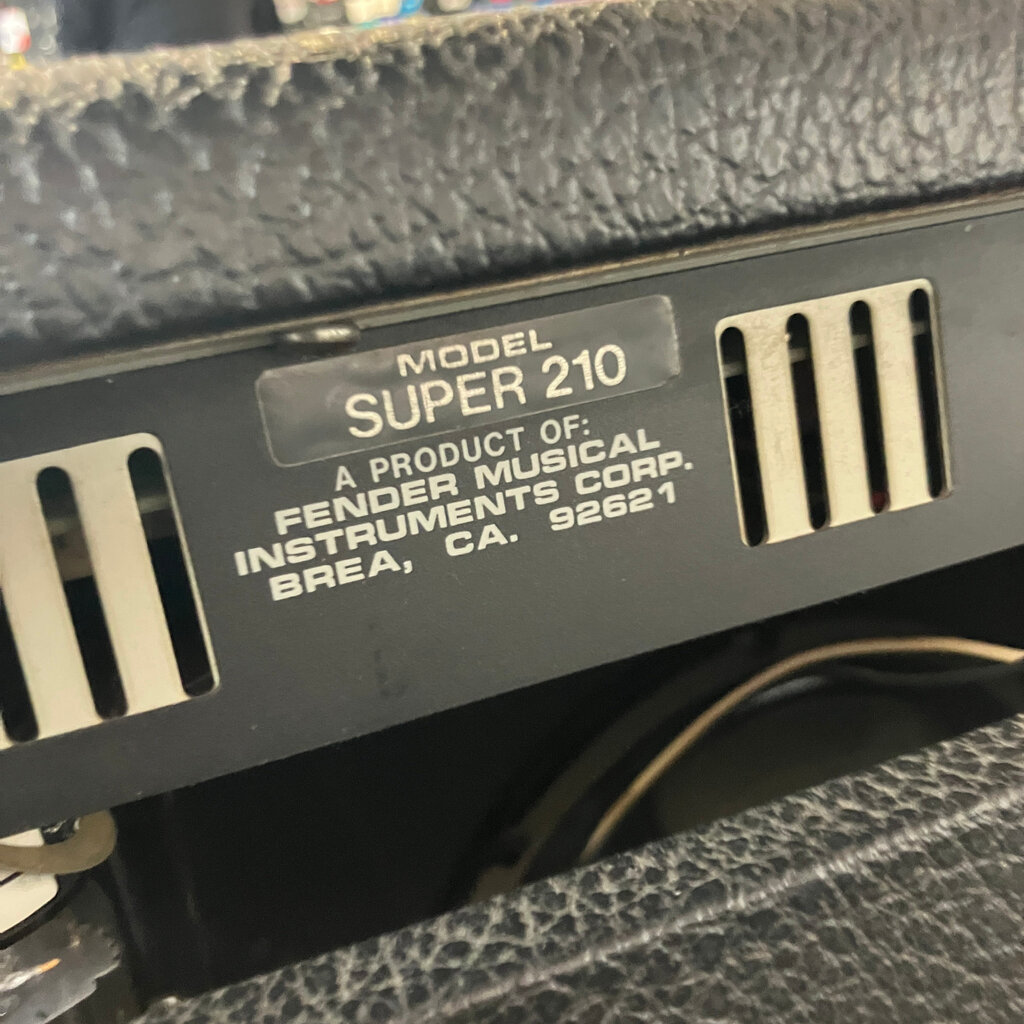 MODEL
SUPER 210
A PRODUCT OF:
FENDER MUSICAL
INSTRUMENTS CORP.
BREA, CA. 92621